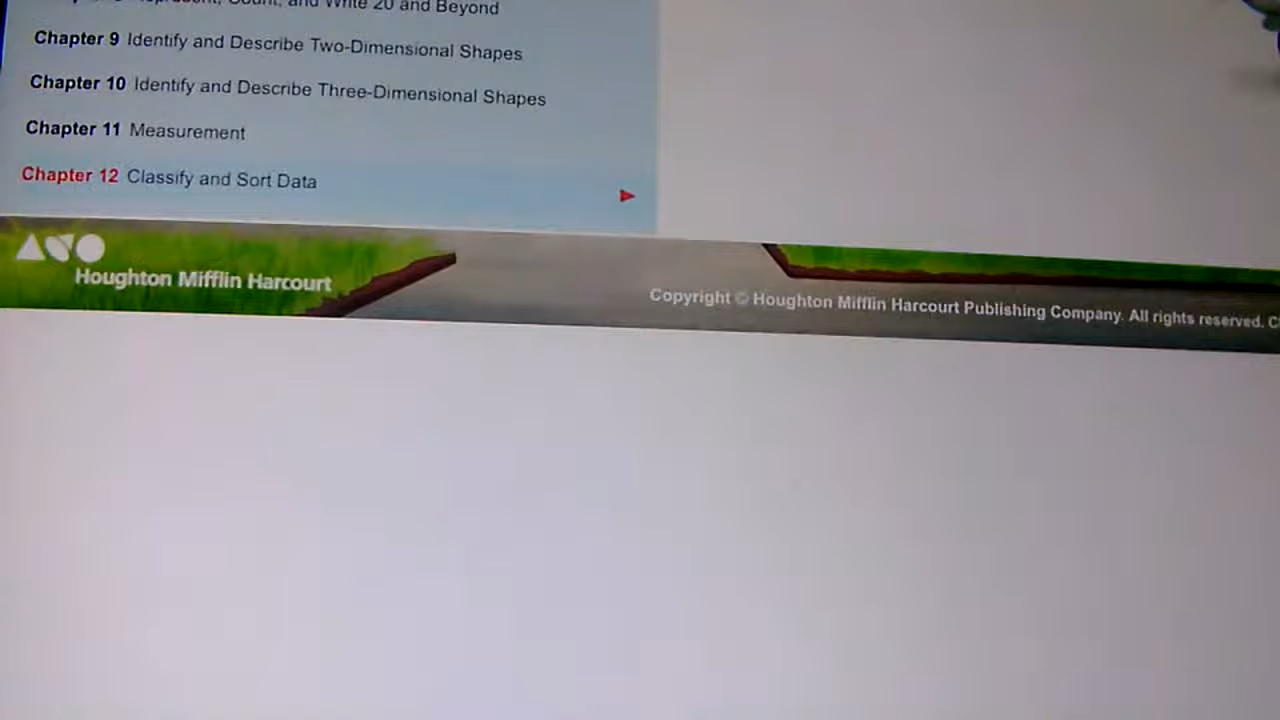 and Write 20 and Beyond
Chapter 9 Identify and Describe Two-Dimensional Shapes
Chapter 10 Identify and Describe Three-Dimensional Shapes
Chapter 11 Measurement
Chapter 12 Classify and Sort Data
Houghton Mifflin Harcourt
Copyright © Houghton Mifflin Harcourt Publishing Company. All rights reserved.